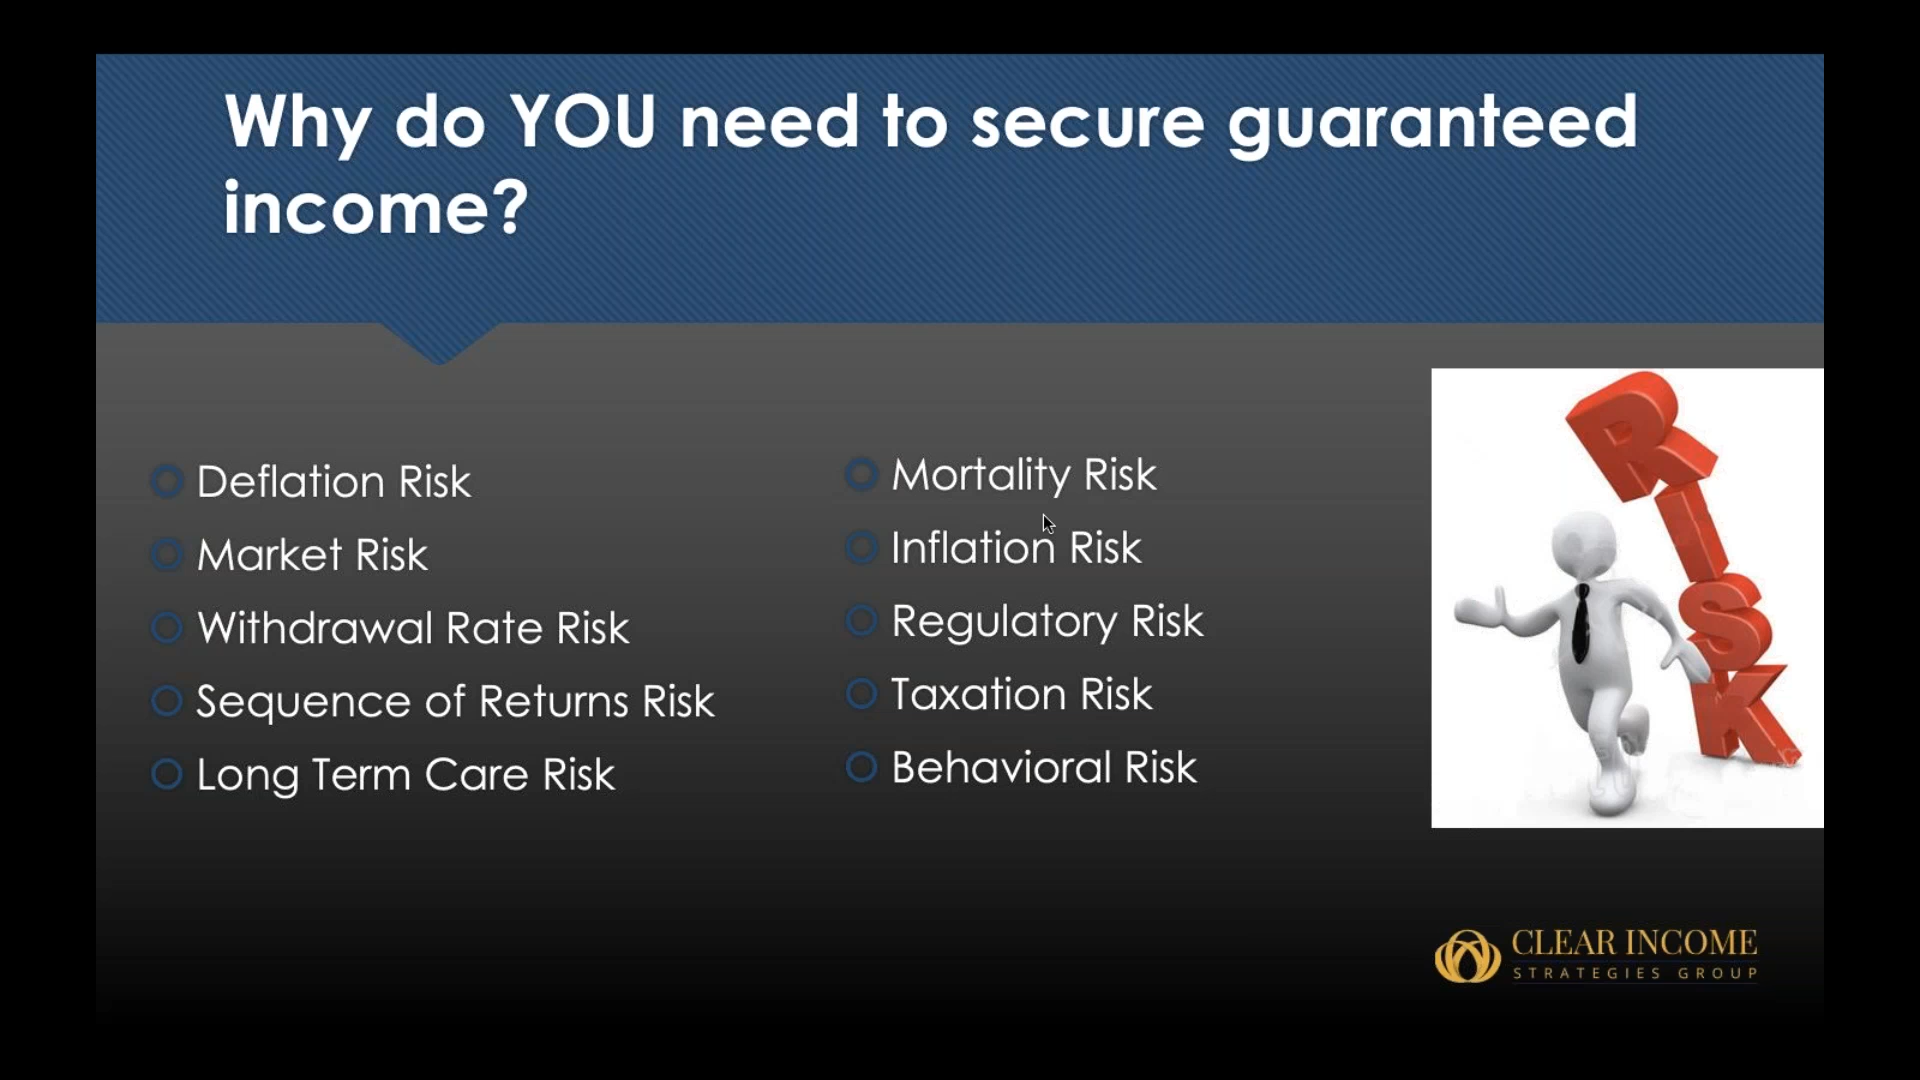 Why do YOU need to secure guaranteed
income?
Deflation Risk
Market Risk
Withdrawal Rate Risk
Sequence of Returns Risk
Long Term Care Risk
Mortality Risk
Inflation Risk
Regulatory Risk
Taxation Risk
Behavioral Risk
RISK
CLEAR INCOME
STRATEGIES GROUP